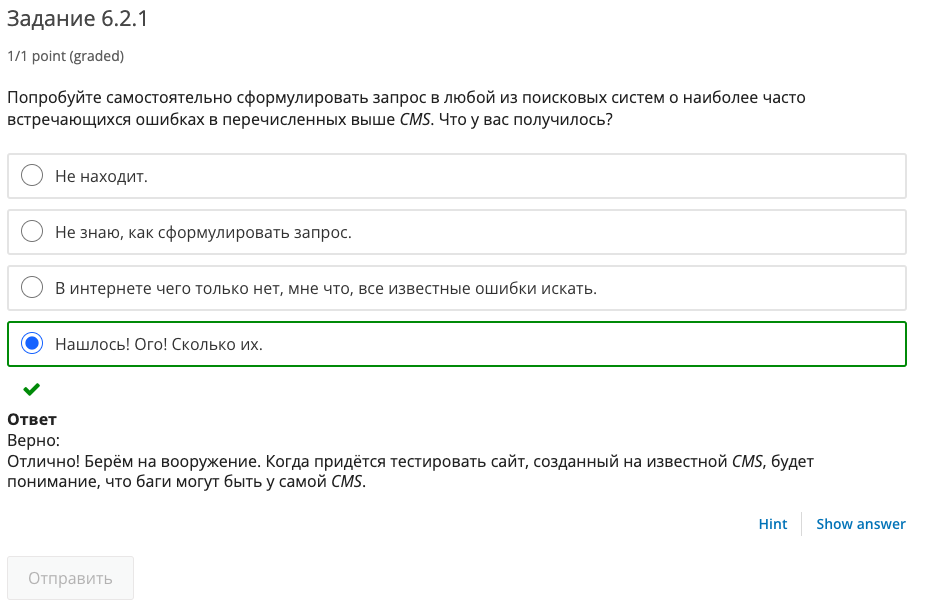 Задание 6.2.1
1/1 point (graded)
Попробуйте самостоятельно сформулировать запрос в любой из поисковых систем о наиболее часто
встречающихся ошибках в перечисленных выше CMS. Что у вас получилось?
Не находит.
Не знаю, как сформулировать запрос.
В интернете чего только нет, мне что, все известные ошибки искать.
Нашлось! Ого! Сколько их.
Ответ
Верно:
Отлично! Берём на вооружение. Когда придётся тестировать сайт, созданный на известной CMS, будет
понимание, что баги могут быть у самой CMS.
Hint
Show answer
Отправить